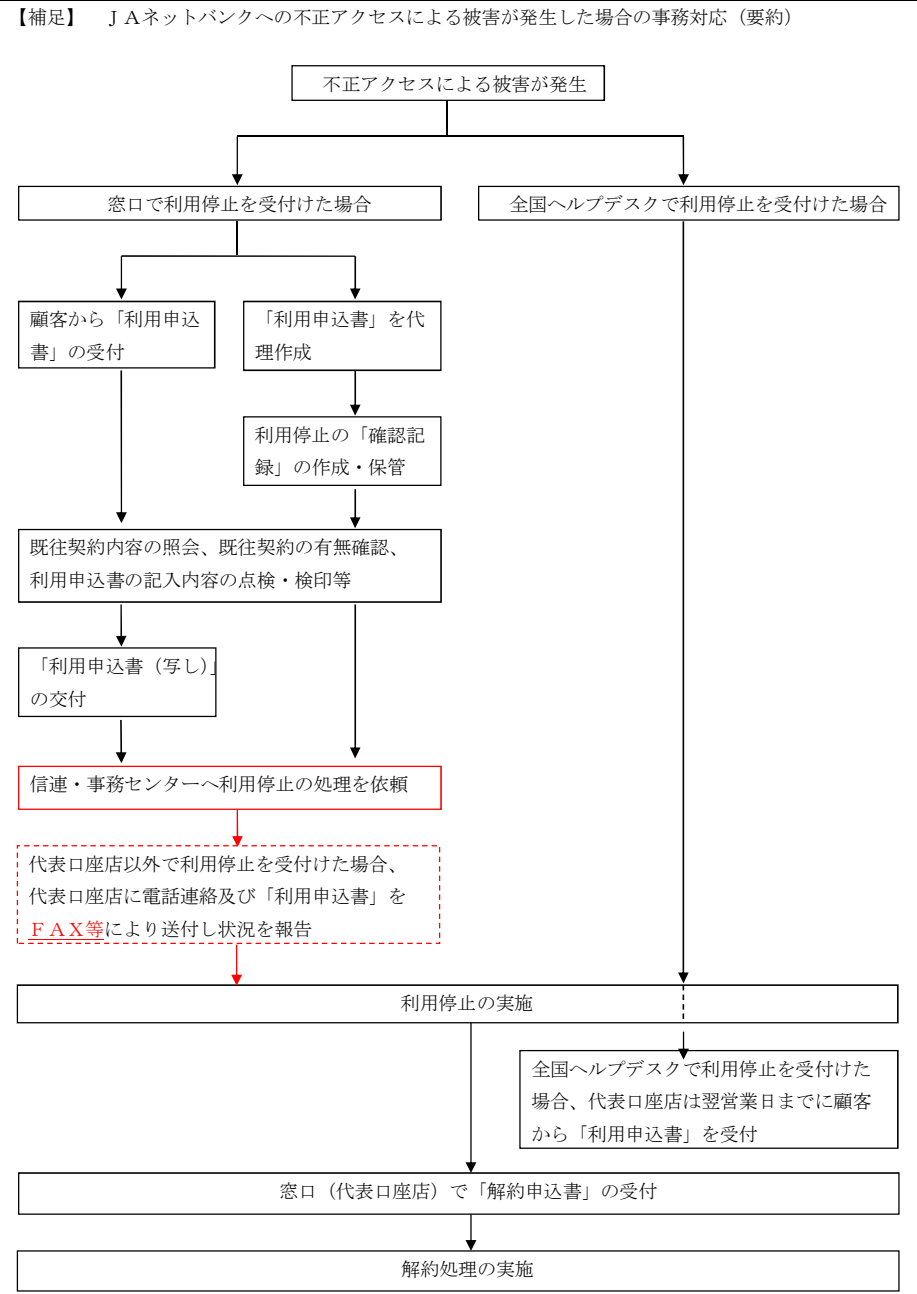 【補足】　ＪＡネットバンクへの不正アクセスによる被害が発生した場合の事務対応（要約）
不正アクセスによる被害が発生
窓口で利用停止を受付けた場合
全国ヘルプデスクで利用停止を受付けた場合
顧客から「利用申込
書」の受付
「利用申込書」を代
理作成
利用停止の「確認記
録」の作成・保管
既往契約内容の照会、既往契約の有無確認、
利用申込書の記入内容の点検・検印等
「利用申込書（写し）」
の交付
信連・事務センターへ利用停止の処理を依頼
代表口座店以外で利用停止を受付けた場合、
代表口座店に電話連絡及び「利用申込書」を
ＦＡＸ等により送付し状況を報告
利用停止の実施
全国ヘルプデスクで利用停止を受付けた
場合、代表口座店は翌営業日までに顧客
から「利用申込書」を受付
窓口（代表口座店）で「解約申込書」の受付
解約処理の実施